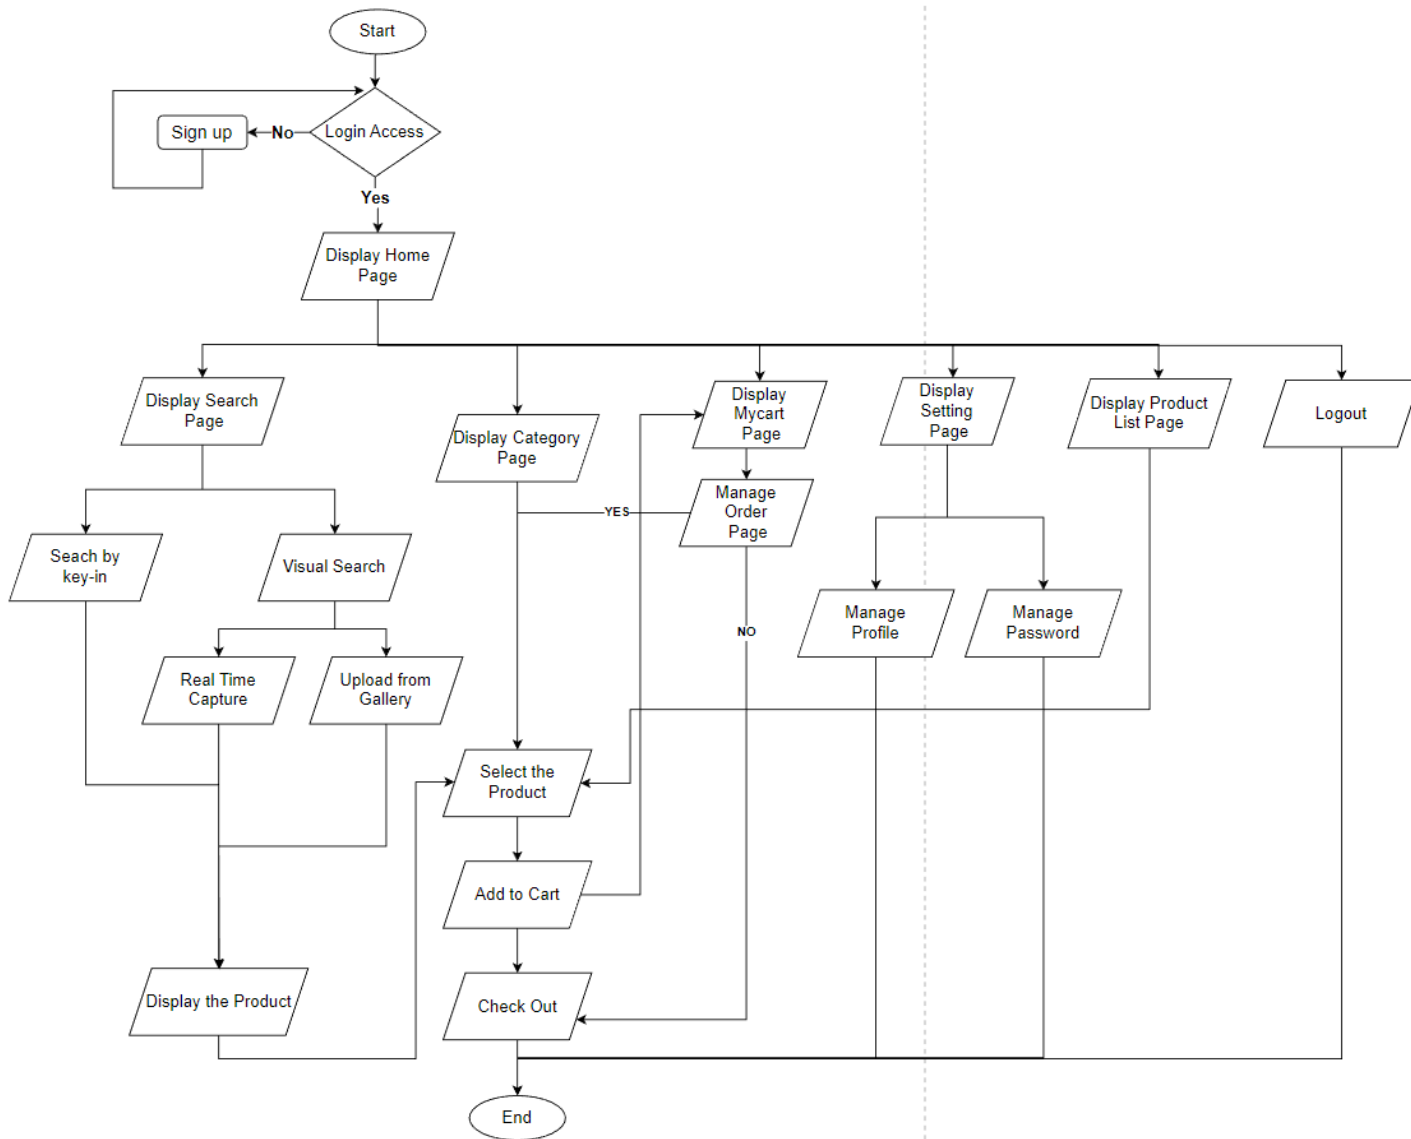 Start
Login Access
No
Sign up
Yes
Display Home
Page
Display Search
Page
Display Category
Page
Display
Mycart
Page
Display
Setting
Page
Display Product
List Page
Logout
Manage
Order
Page
YES
Seach by
key-in
Visual Search
Manage
Profile
Manage
Password
NO
Real Time
Capture
Upload from
Gallery
Select the
Product
Add to Cart
Display the Product
Check Out
End